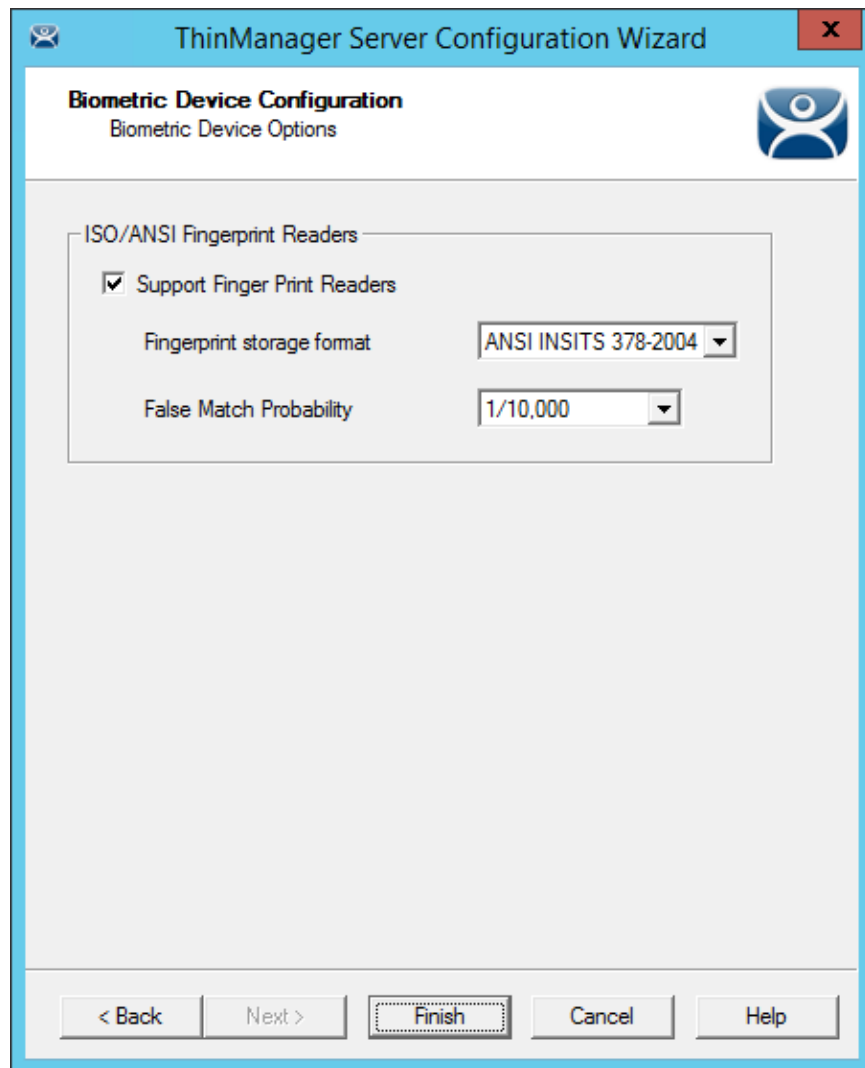 ThinManager Server Configuration Wizard
x
Biometric Device Configuration
Biometric Device Options
ISO/ANSI Fingerprint Readers
Support Finger Print Readers
Fingerprint storage format ANSI INSITS 378-2004
False Match Probability 1/10,000
< Back Next > Finish Cancel Help